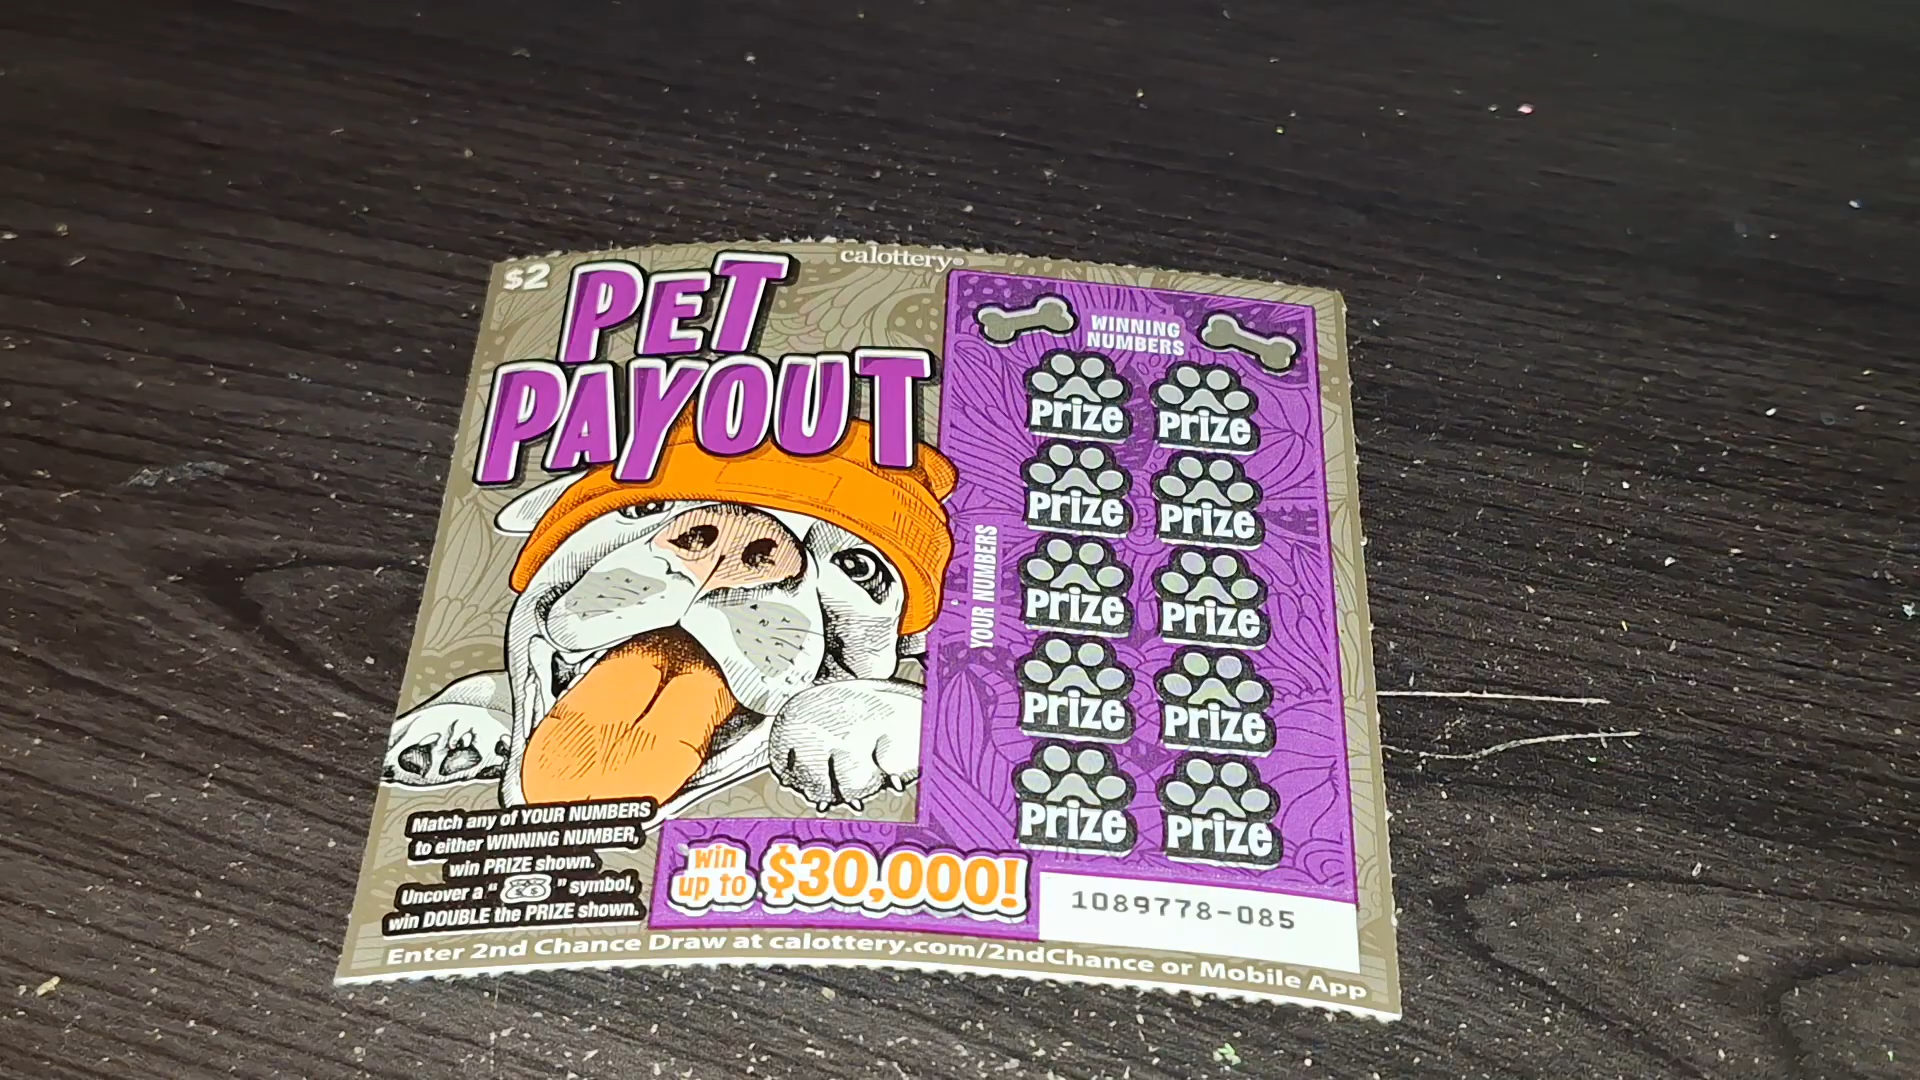 $2
PET
PAYOUT
calottery®
WINNING
NUMBERS
YOUR NUMBERS
Prize Prize
Prize Prize
Prize Prize
Prize Prize
Prize Prize
Match any of YOUR NUMBERS
to either WINNING NUMBER,
win PRIZE shown.
Uncover a " " symbol,
win DOUBLE the PRIZE shown.
win
up to $30,000!
1089778-085
Enter 2nd Chance Draw at calottery.com/2ndChance or Mobile App